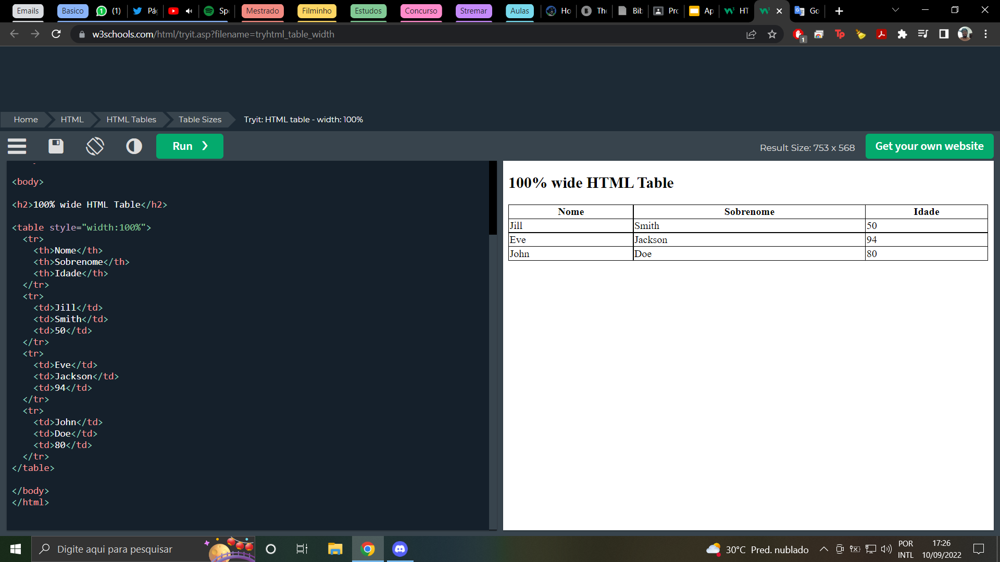 Emails Basico (1) Pá Sp Mestrado Filminho Estudos Concurso Stremar Aulas Ho Th Bib Pro Ap HT Go
w3schools.com/html/tryit.asp?filename=tryhtml_table_width
1
Home HTML HTML Tables Table Sizes Tryit: HTML table - width: 100%
Run ❯ Result Size: 753 x 568 Get your own website
<body>
<h2>100% wide HTML Table</h2>
<table style="width:100%">
<tr>
<th>Nome</th>
<th>Sobrenome</th>
<th>Idade</th>
</tr>
<tr>
<td>Jill</td>
<td>Smith</td>
<td>50</td>
</tr>
<tr>
<td>Eve</td>
<td>Jackson</td>
<td>94</td>
</tr>
<tr>
<td>John</td>
<td>Doe</td>
<td>80</td>
</tr>
</table>
</body>
</html>
100% wide HTML Table
Nome Sobrenome Idade
Jill Smith 50
Eve Jackson 94
John Doe 80
Digite aqui para pesquisar
30°C Pred. nublado
POR
INTL
17:26
10/09/2022